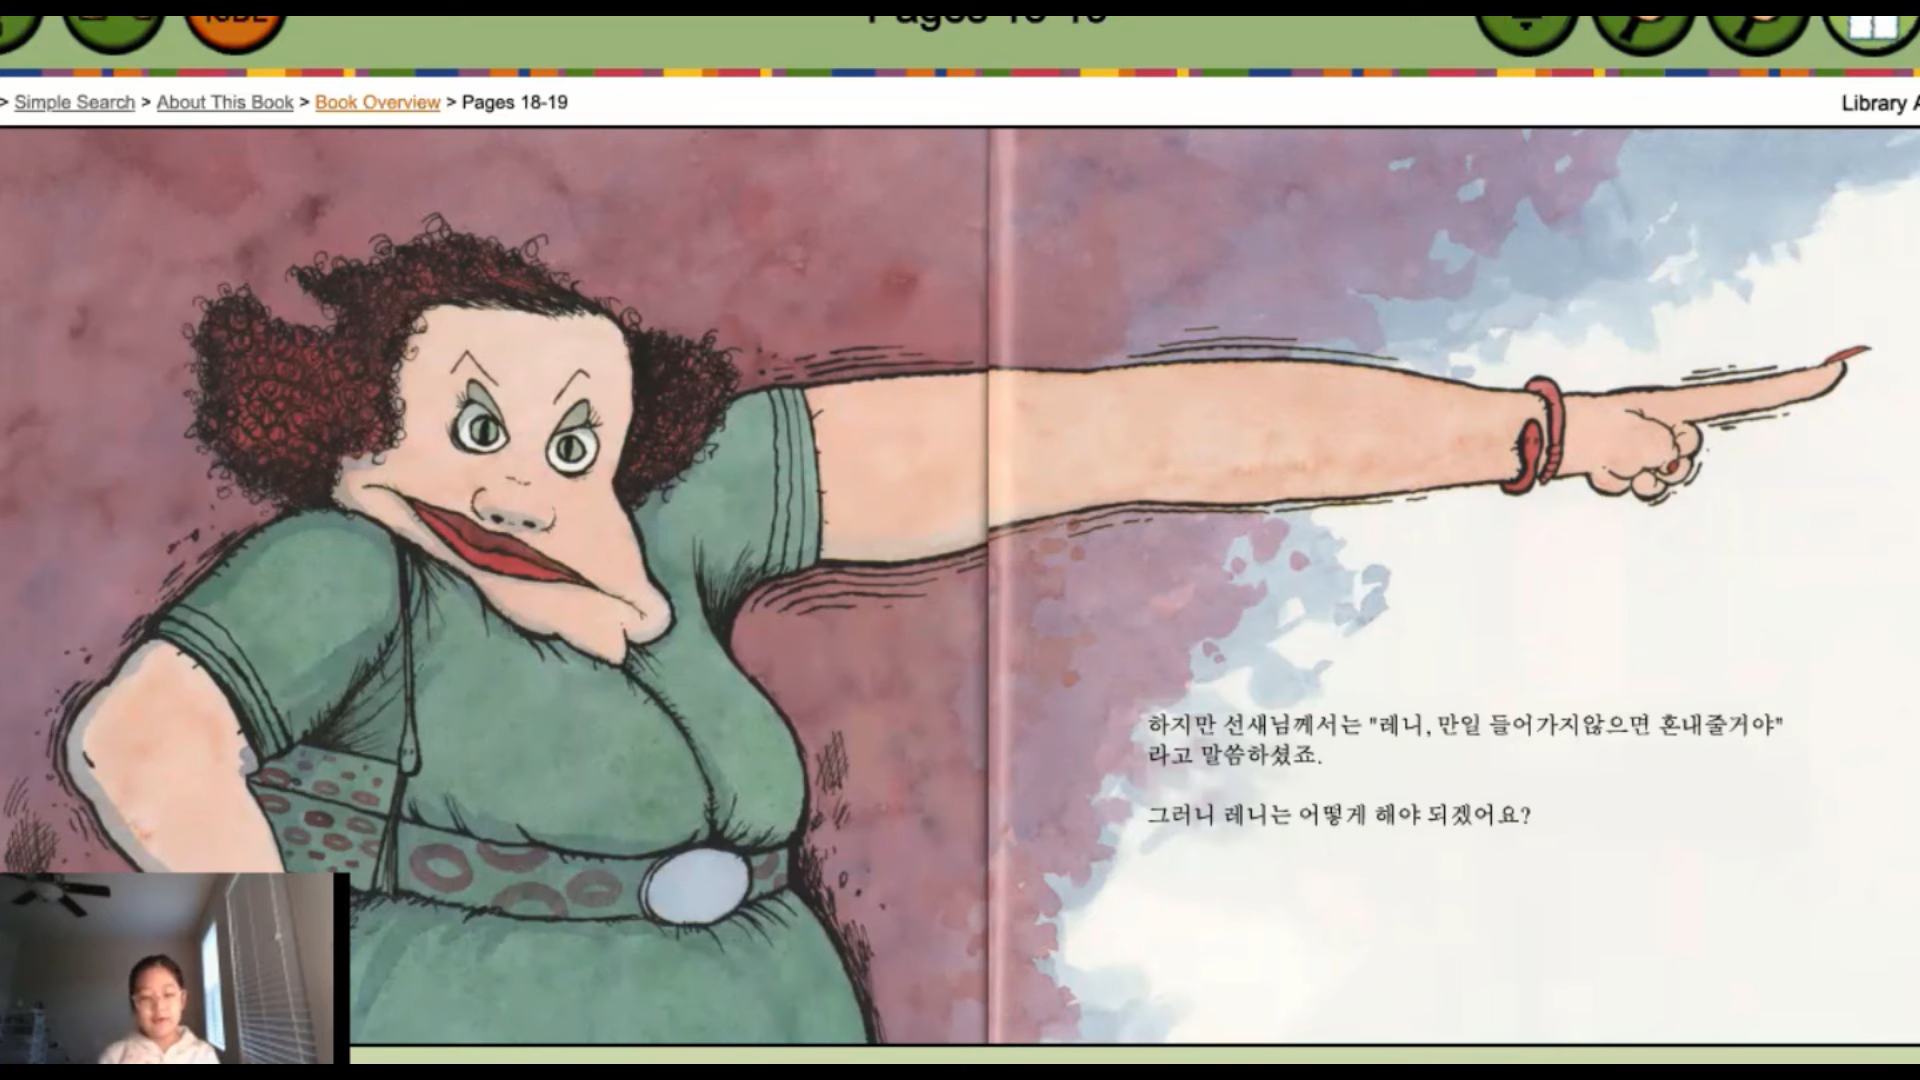 > Simple Search > About This Book > Book Overview > Pages 18-19
Library
하지만 선새님께서는 "레니, 만일 들어가지않으면 혼내줄거야"
라고 말씀하셨죠.
그러니 레니는 어떻게 해야 되겠어요?